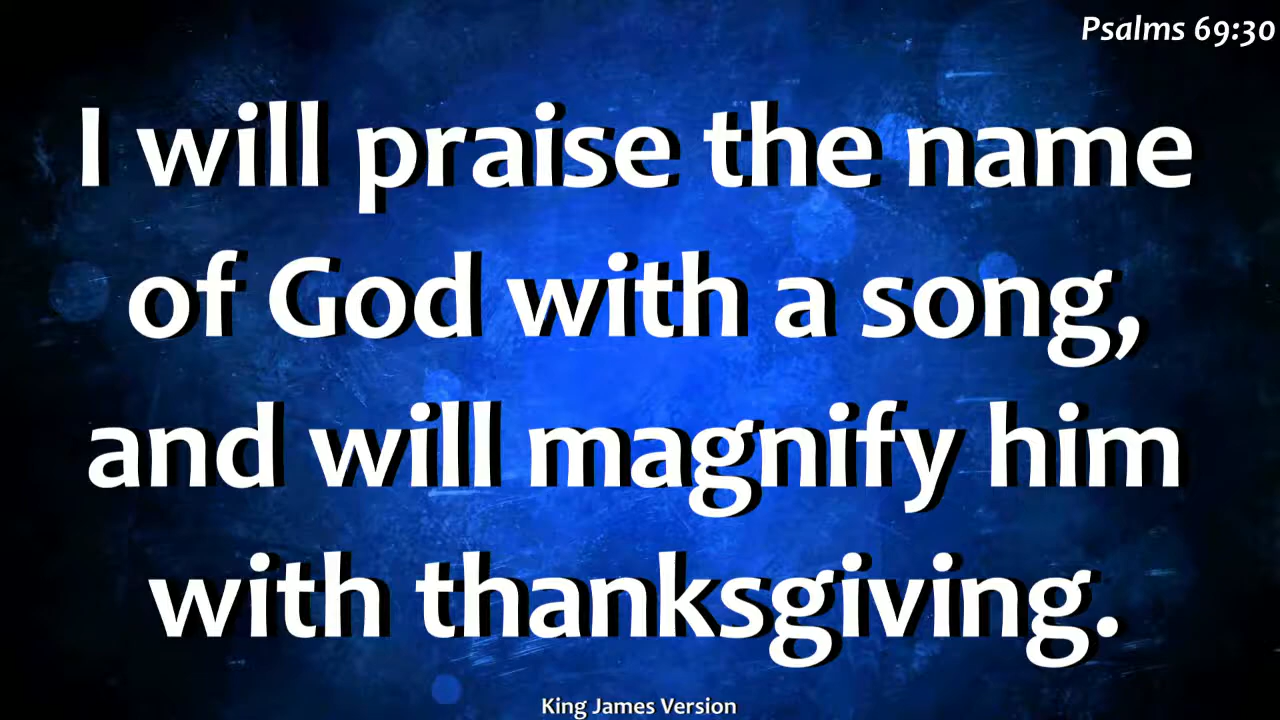 Psalms 69:30
I will praise the name
of God with a song,
and will magnify him
with thanksgiving.
King James Version